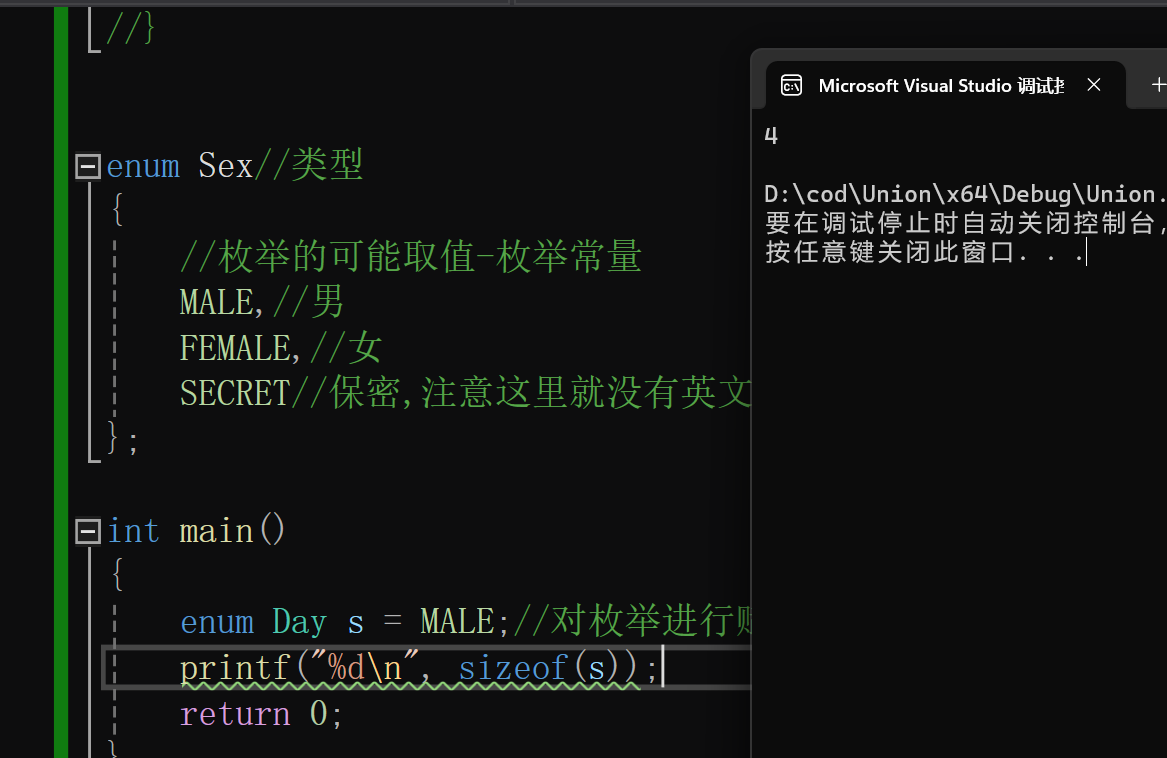 //}
enum Sex//类型
{
//枚举的可能取值-枚举常量
MALE,//男
FEMALE,//女
SECRET//保密,注意这里就没有英文
};
int main()
{
enum Day s = MALE;//对枚举进行
printf("%d\n", sizeof(s));
return 0;
}
Microsoft Visual Studio 调试
4
D:\cod\Union\x64\Debug\Union.
要在调试停止时自动关闭控制台,
按任意键关闭此窗口. . .